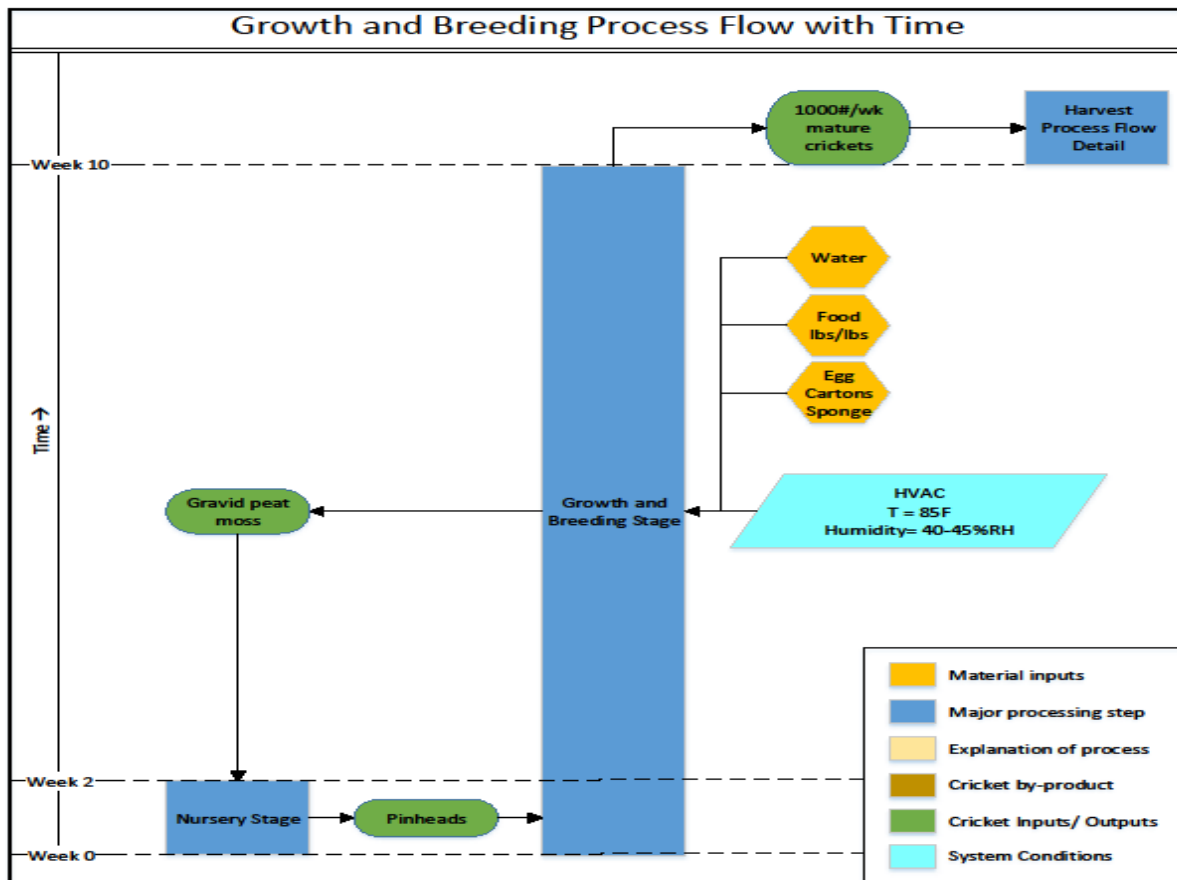 Growth and Breeding Process Flow with Time
1000#/wk
mature
crickets
Harvest
Process Flow
Detail
Week 10
Water
Food
lbs/lbs
Egg
Cartons
Sponge
Time →
Gravid peat
moss
Growth and
Breeding Stage
HVAC
T = 85F
Humidity= 40-45%RH
Material inputs
Major processing step
Explanation of process
Cricket by-product
Cricket Inputs/ Outputs
System Conditions
Week 2
Nursery Stage
Pinheads
Week 0